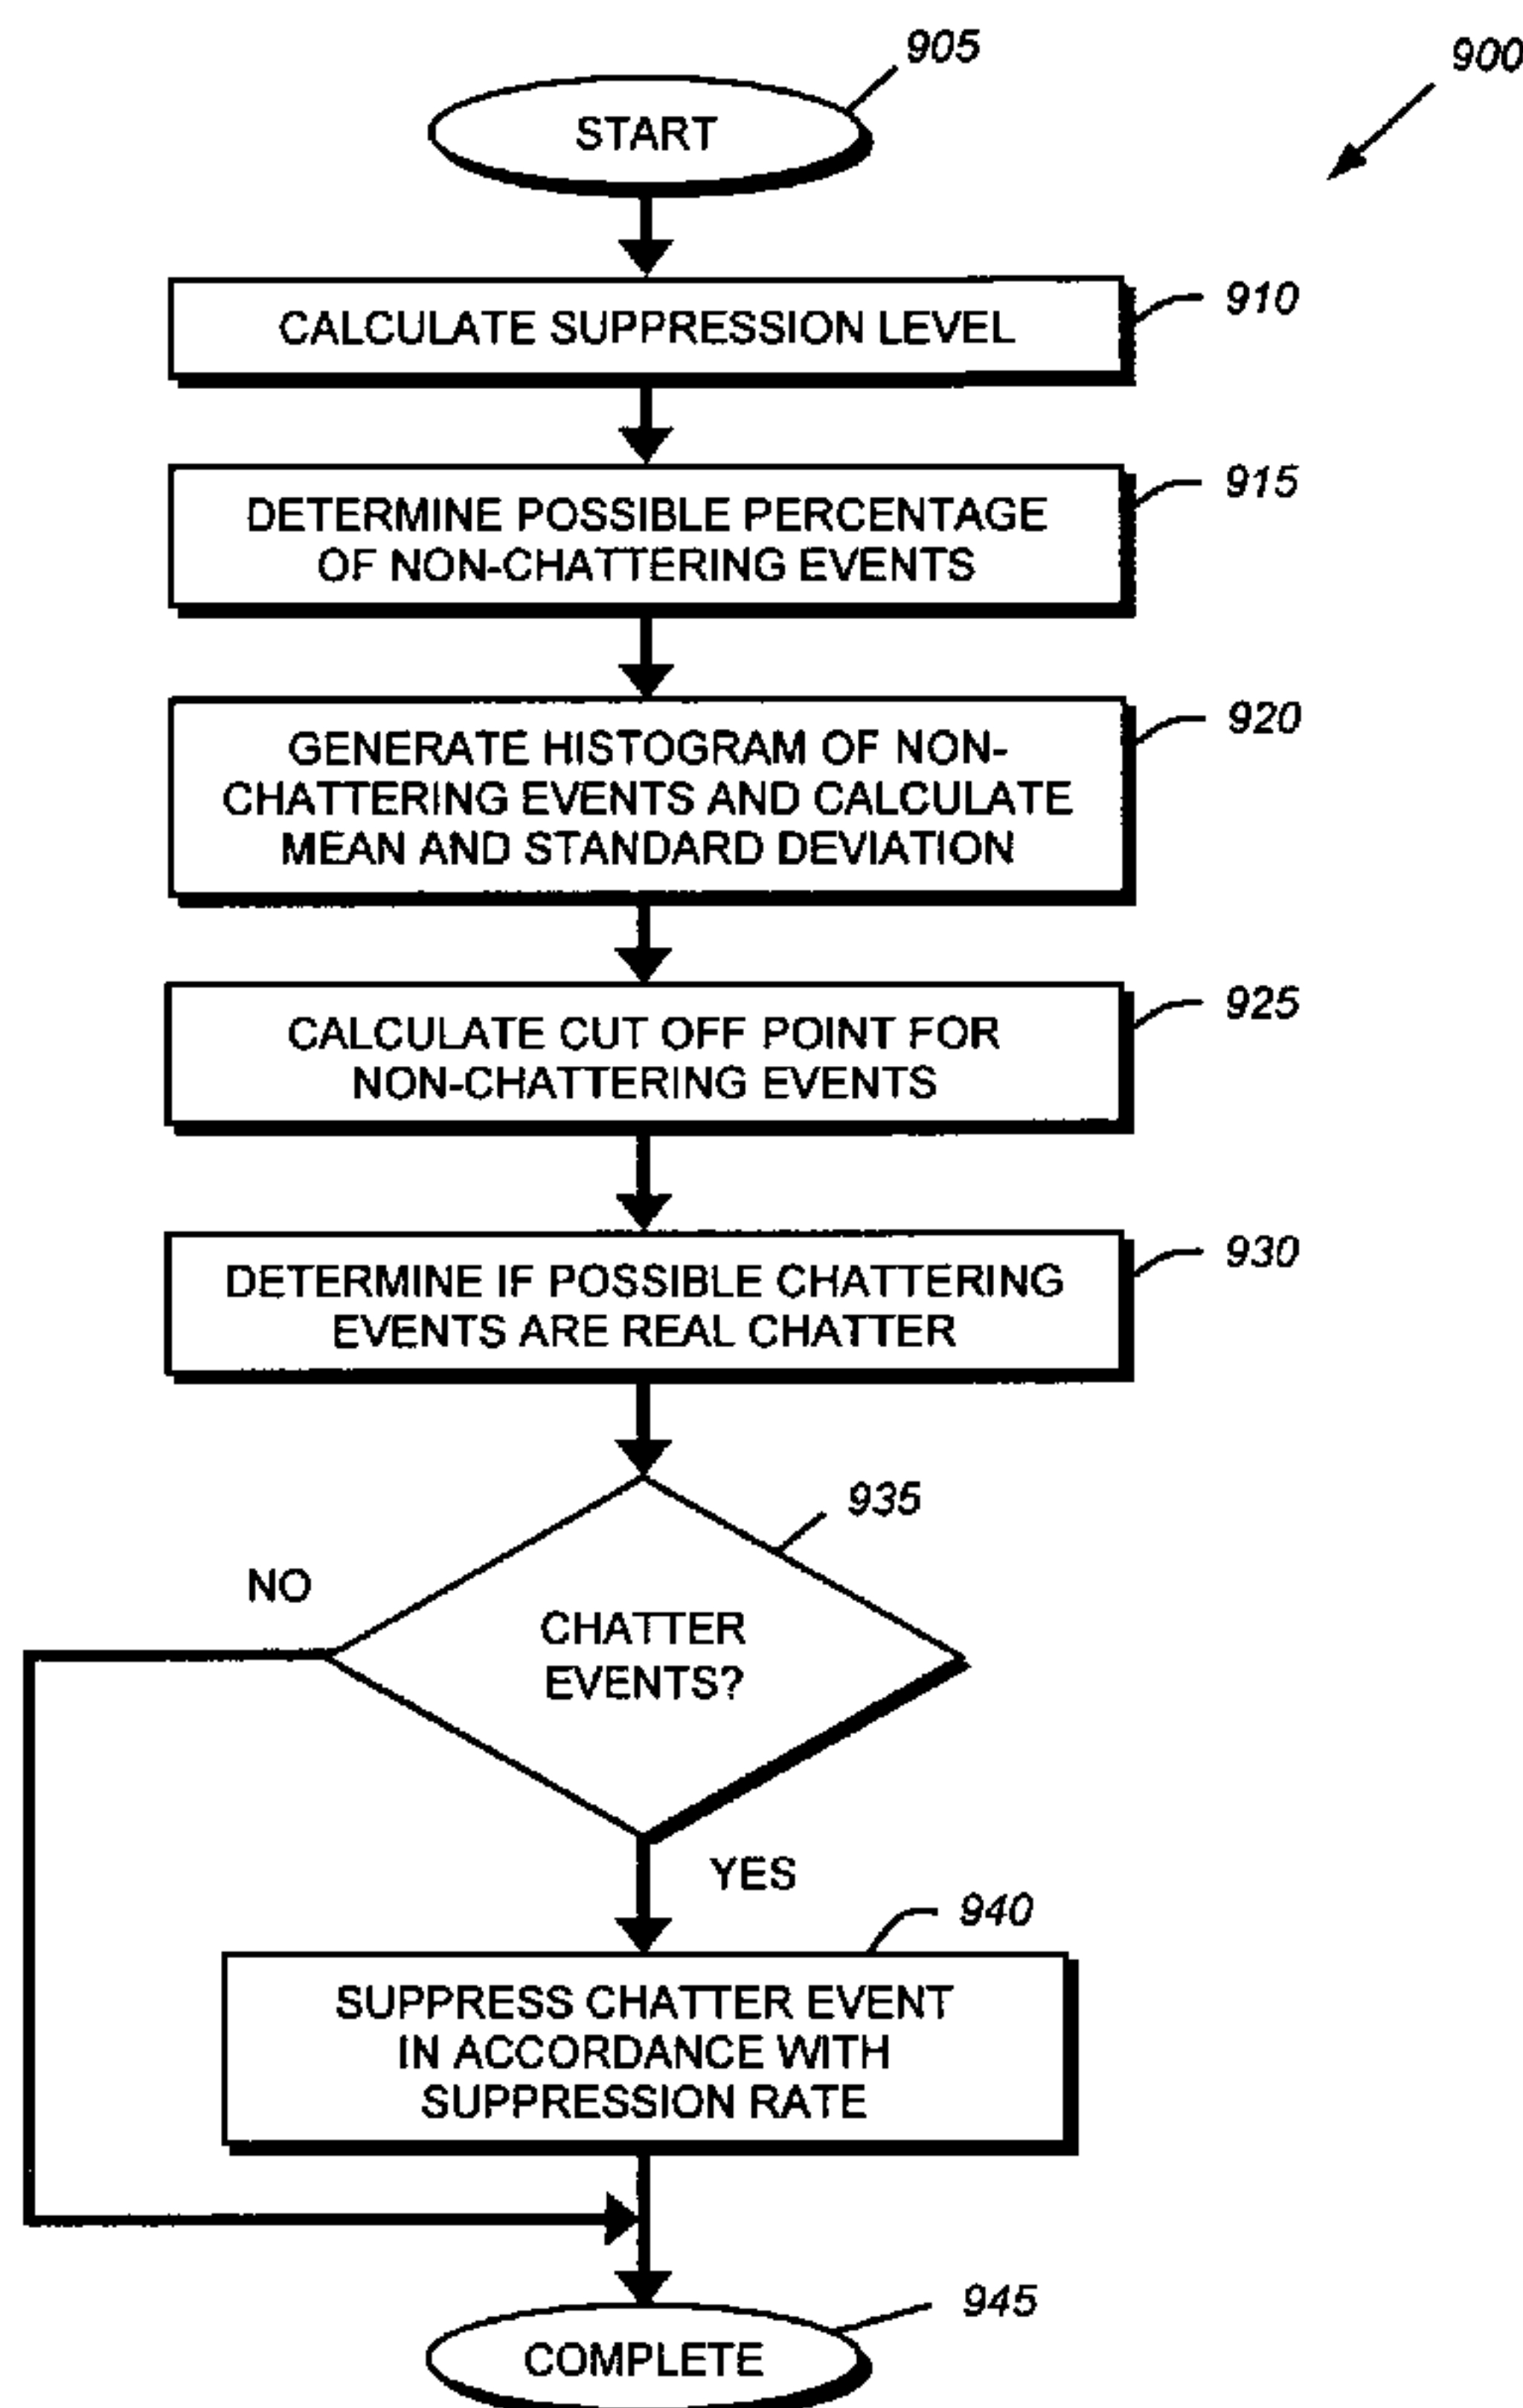 905
900
START
CALCULATE SUPPRESSION LEVEL
910
DETERMINE POSSIBLE PERCENTAGE
OF NON-CHATTERING EVENTS
915
GENERATE HISTOGRAM OF NON-
CHATTERING EVENTS AND CALCULATE
MEAN AND STANDARD DEVIATION
920
CALCULATE CUT OFF POINT FOR
NON-CHATTERING EVENTS
925
DETERMINE IF POSSIBLE CHATTERING
EVENTS ARE REAL CHATTER
930
935
NO
CHATTER
EVENTS?
YES
940
SUPPRESS CHATTER EVENT
IN ACCORDANCE WITH
SUPPRESSION RATE
945
COMPLETE